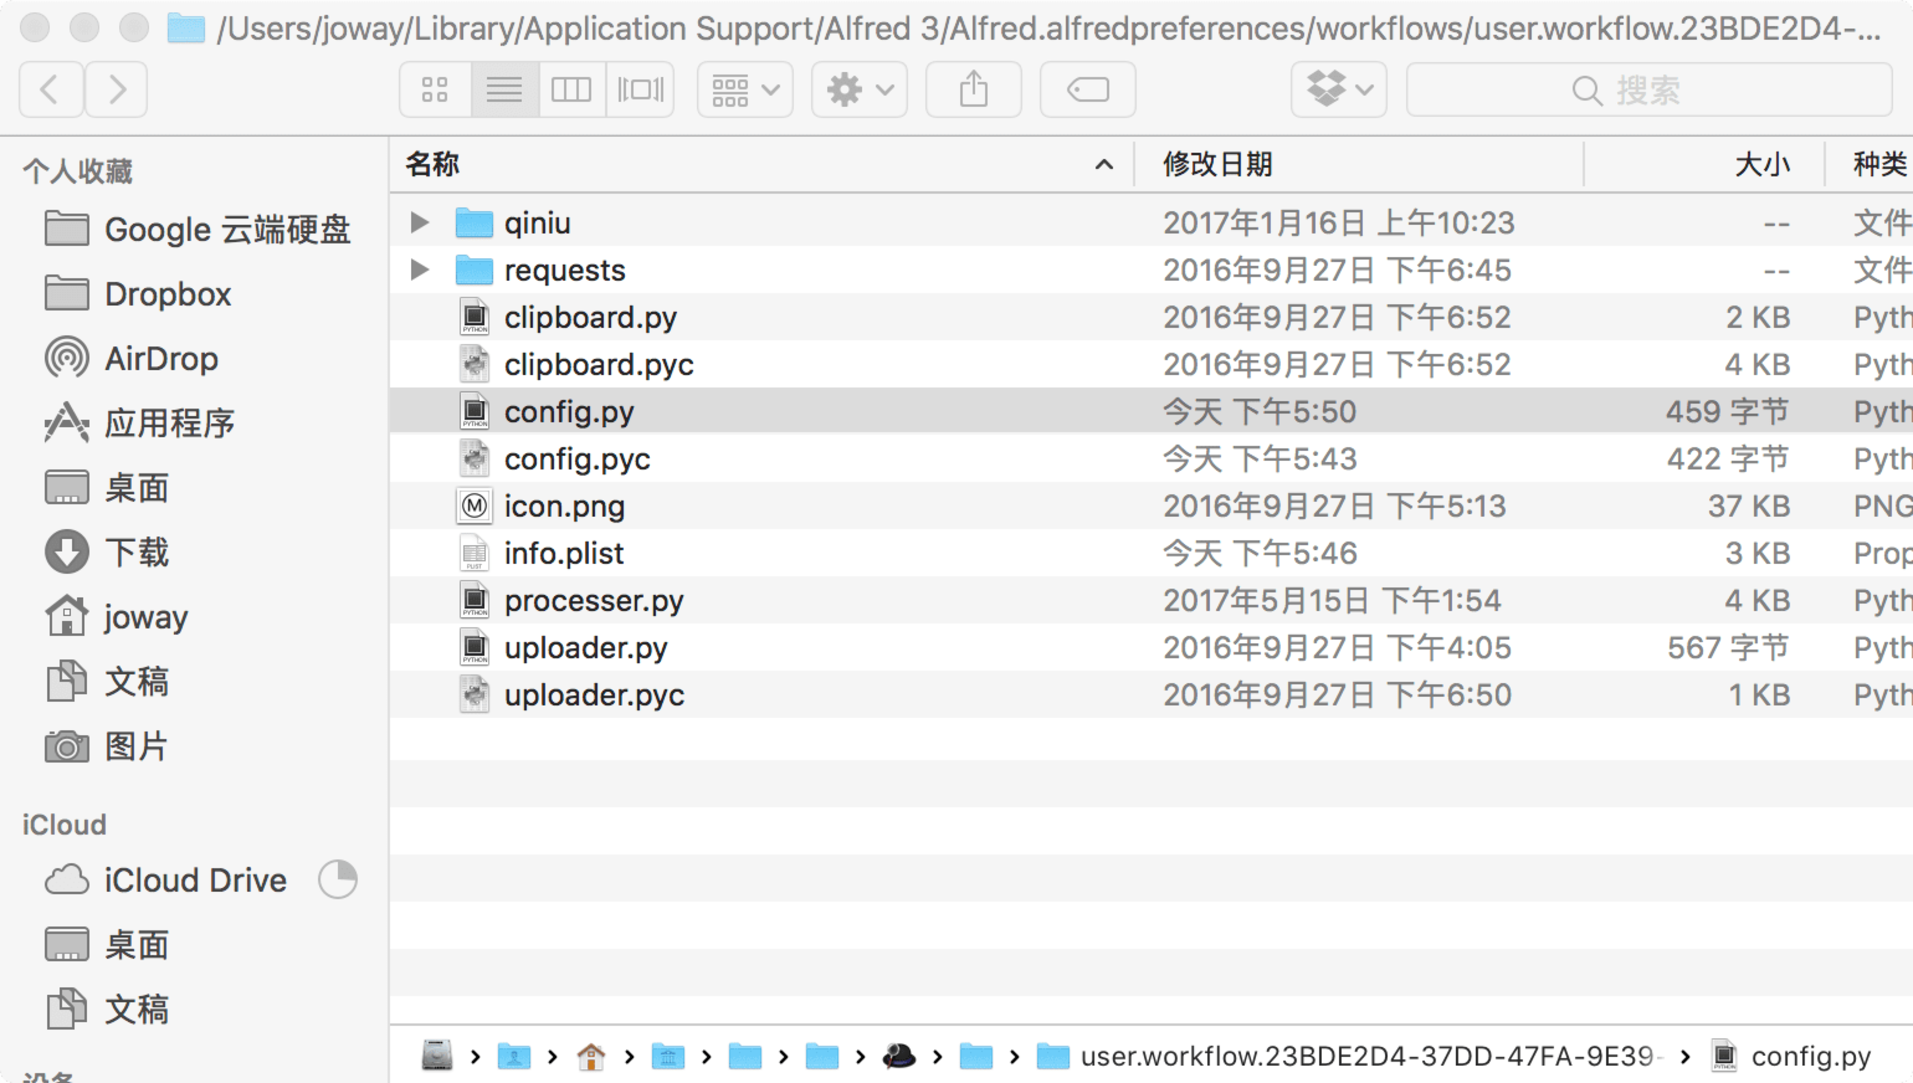 /Users/joway/Library/Application Support/Alfred 3/Alfred.alfredpreferences/workflows/user.workflow.23BDE2D4-...
搜索
个人收藏
Google 云端硬盘
Dropbox
AirDrop
应用程序
桌面
下载
joway
文稿
图片
iCloud
iCloud Drive
桌面
文稿
名称 修改日期 大小 种类
qiniu 2017年1月16日 上午10:23 -- 文件
requests 2016年9月27日 下午6:45 -- 文件
clipboard.py 2016年9月27日 下午6:52 2 KB Pyth
clipboard.pyc 2016年9月27日 下午6:52 4 KB Pyth
config.py 今天 下午5:50 459 字节 Pyth
config.pyc 今天 下午5:43 422 字节 Pyth
icon.png 2016年9月27日 下午5:13 37 KB PNG
info.plist 今天 下午5:46 3 KB Prop
processer.py 2017年5月15日 下午1:54 4 KB Pyth
uploader.py 2016年9月27日 下午4:05 567 字节 Pyth
uploader.pyc 2016年9月27日 下午6:50 1 KB Pyth
user.workflow.23BDE2D4-37DD-47FA-9E39- config.py